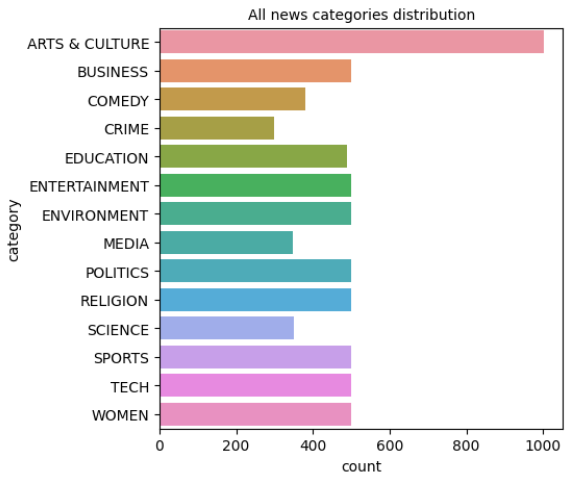 All news categories distribution
ARTS & CULTURE
BUSINESS
COMEDY
CRIME
EDUCATION
ENTERTAINMENT
ENVIRONMENT
MEDIA
POLITICS
RELIGION
SCIENCE
SPORTS
TECH
WOMEN
category
0 200 400 600 800 1000
count